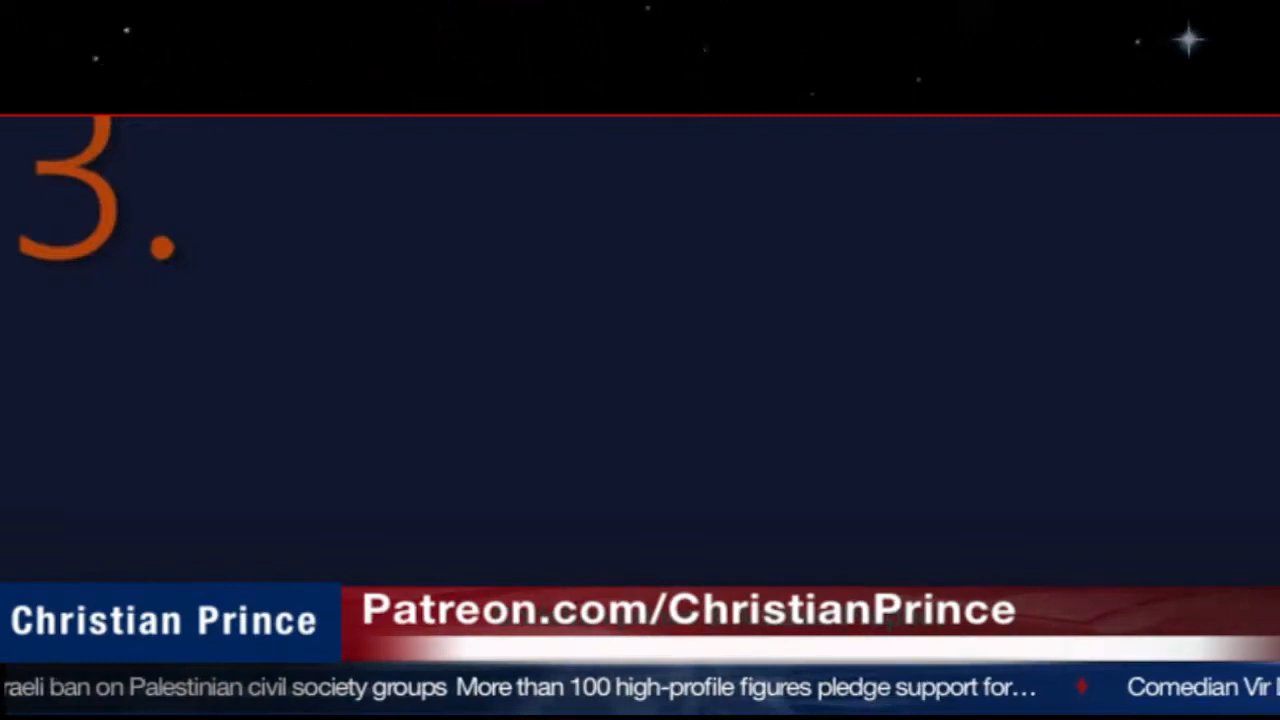 3.
Christian Prince
Patreon.com/ChristianPrince
ban on Palestinian civil society groups More than 100 high-profile figures pledge support for… Comedian Vir